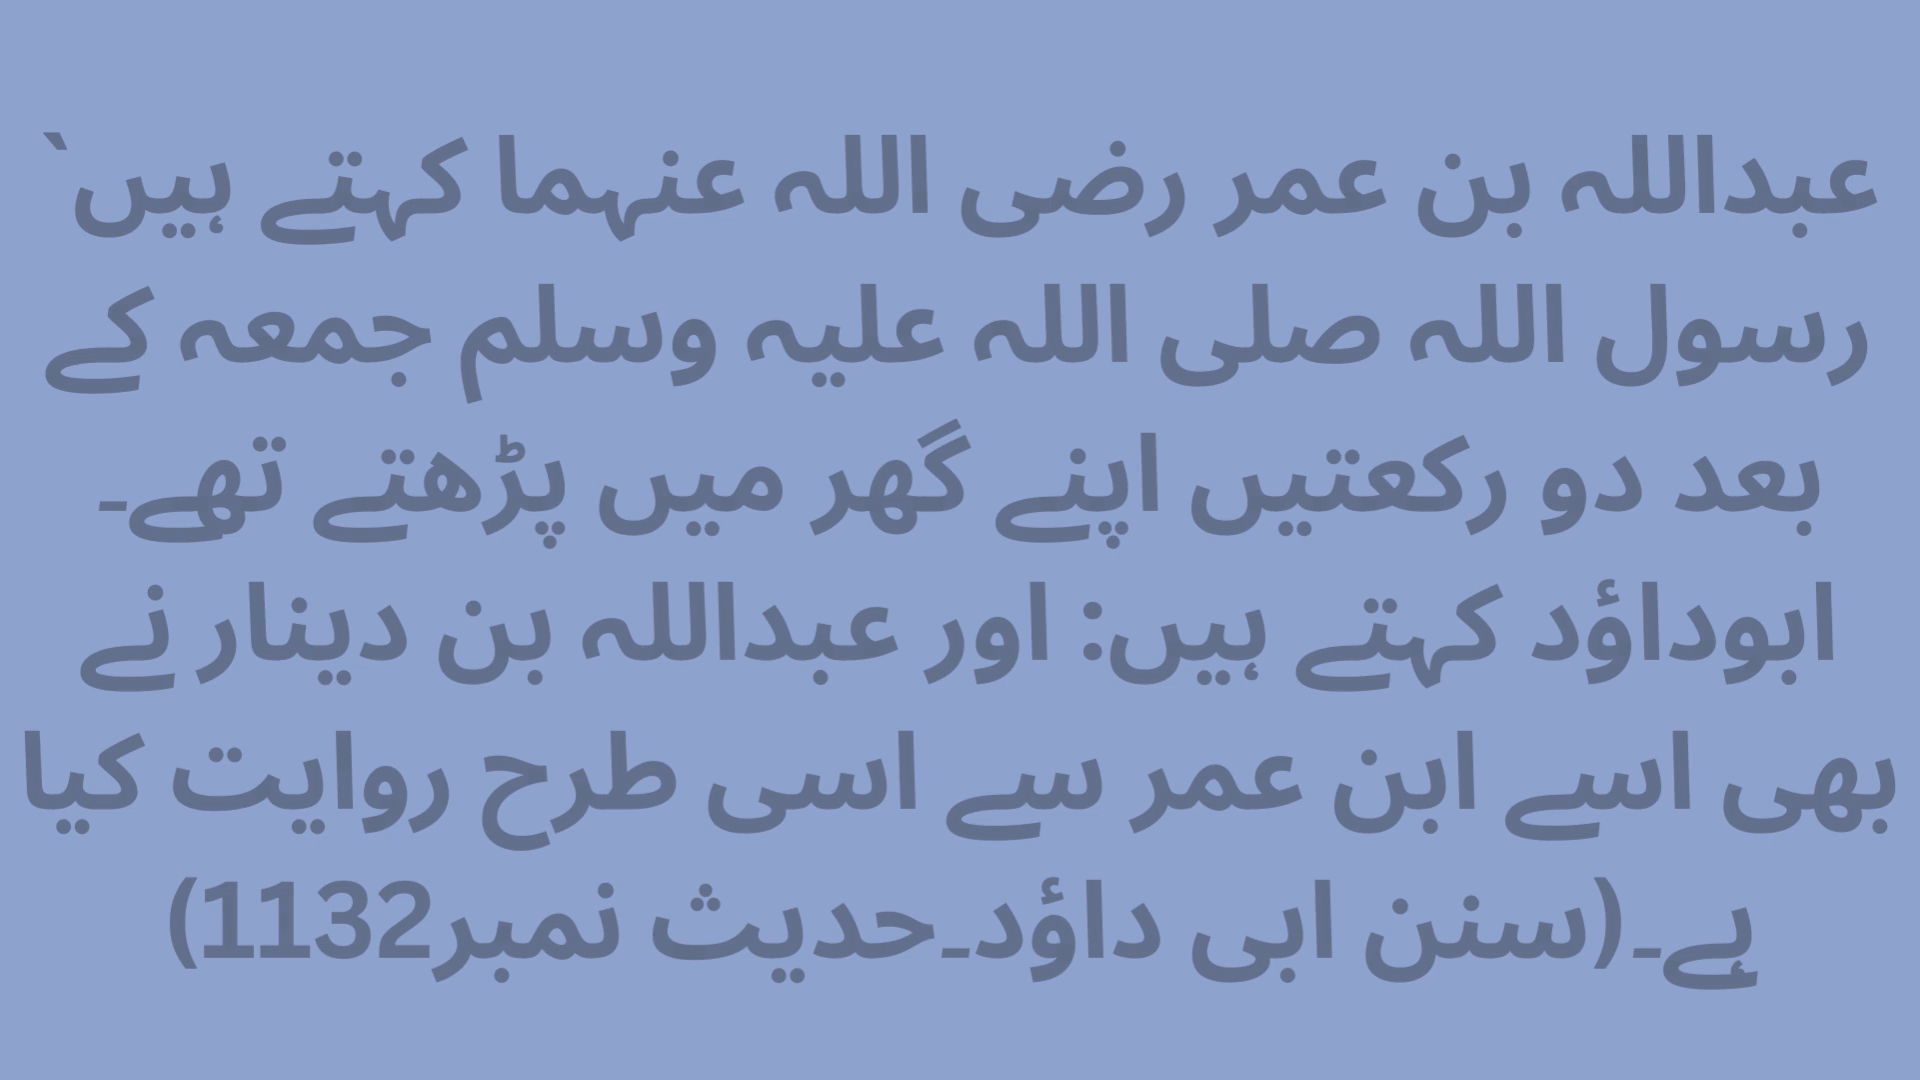 عبداللہ بن عمر رضی اللہ عنہما کہتے ہیں`
رسول اللہ صلی اللہ علیہ وسلم جمعہ کے
بعد دو رکعتیں اپنے گھر میں پڑھتے تھے۔
ابوداؤد کہتے ہیں: اور عبداللہ بن دینار نے
بھی اسے ابن عمر سے اسی طرح روایت کیا
ہے۔(سنن ابی داؤد۔حدیث نمبر1132)